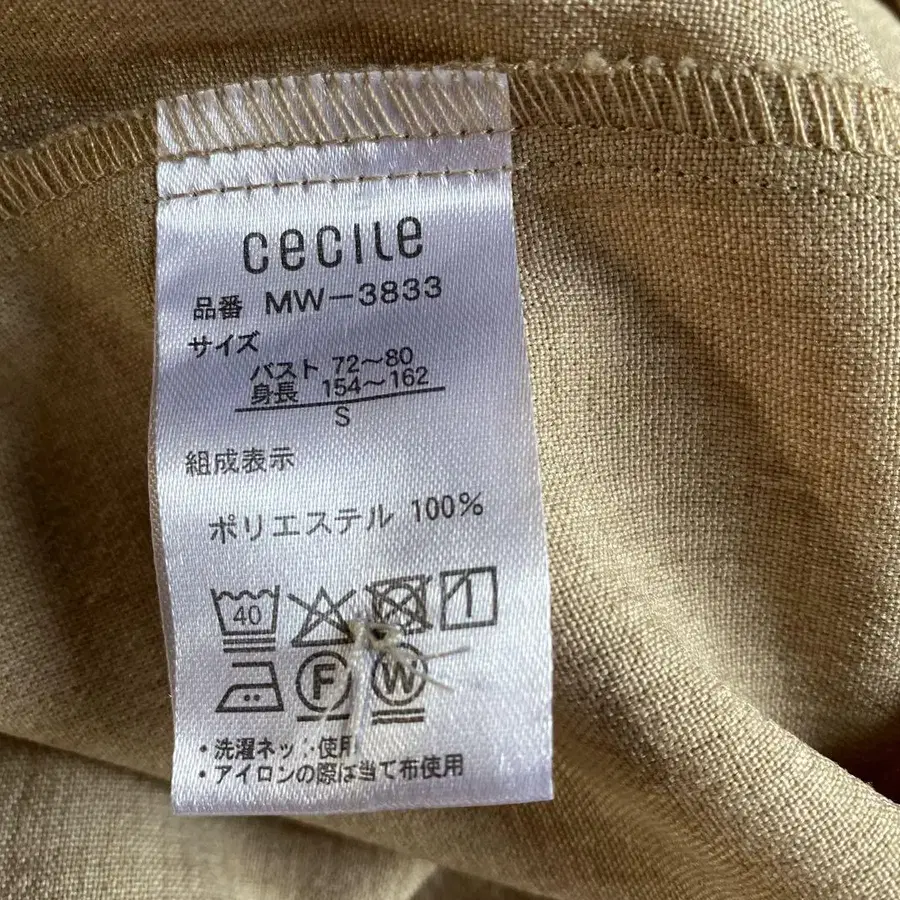 cecile
品番 MW-3833
サイズ
バスト 72～80
身長 154～162
S
組成表示
ポリエステル 100%
40
F W
・洗濯ネット使用
・アイロンの際は当て布使用